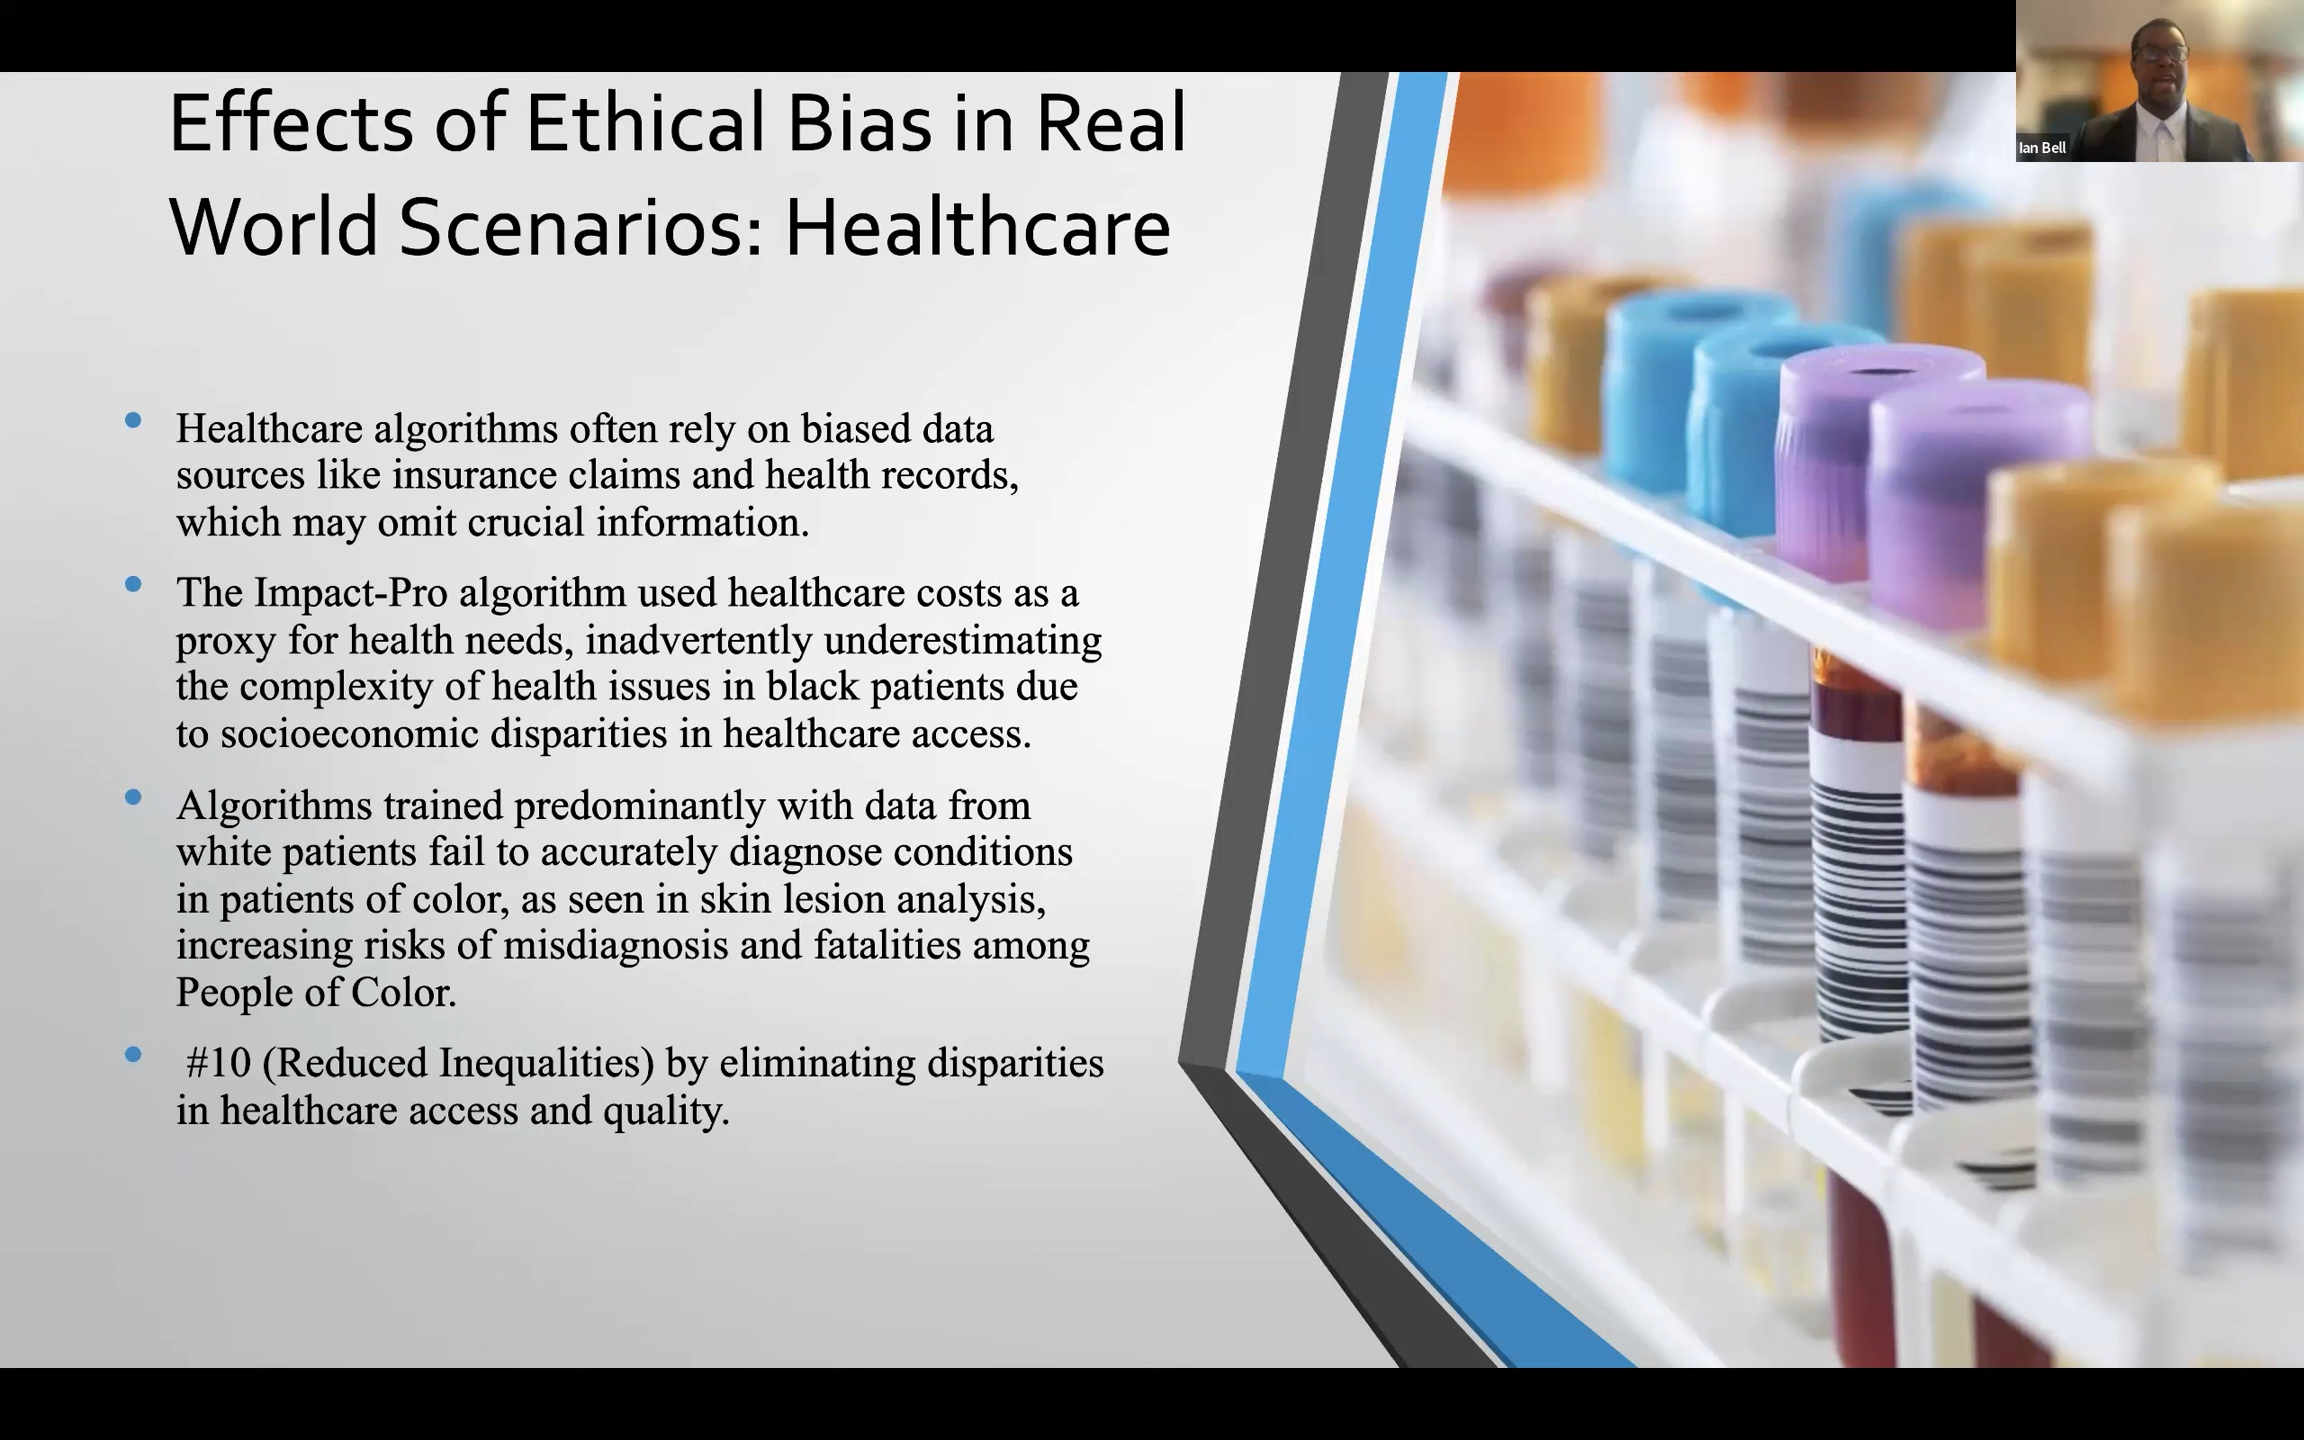 Effects of Ethical Bias in Real
World Scenarios: Healthcare
Ian Bell
Healthcare algorithms often rely on biased data
sources like insurance claims and health records,
which may omit crucial information.
The Impact-Pro algorithm used healthcare costs as a
proxy for health needs, inadvertently underestimating
the complexity of health issues in black patients due
to socioeconomic disparities in healthcare access.
Algorithms trained predominantly with data from
white patients fail to accurately diagnose conditions
in patients of color, as seen in skin lesion analysis,
increasing risks of misdiagnosis and fatalities among
People of Color.
#10 (Reduced Inequalities) by eliminating disparities
in healthcare access and quality.